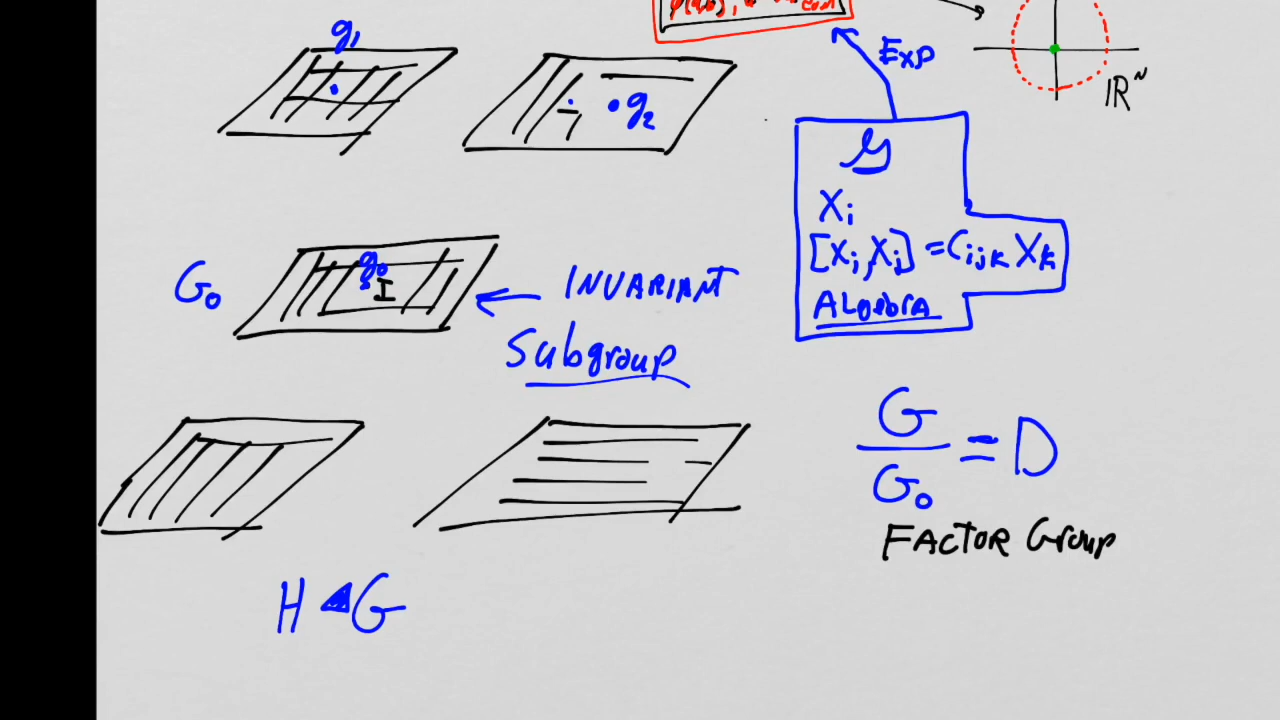 g₁
g₂
Exp
ℝᴺ
𝒢
Xᵢ
[Xᵢ, Xⱼ] = Cᵢⱼₖ Xₖ
ALgebra
G₀
g₀
I
INVARIANT
Subgroup
G
G₀
= D
FACTOR Group
H ◀ G